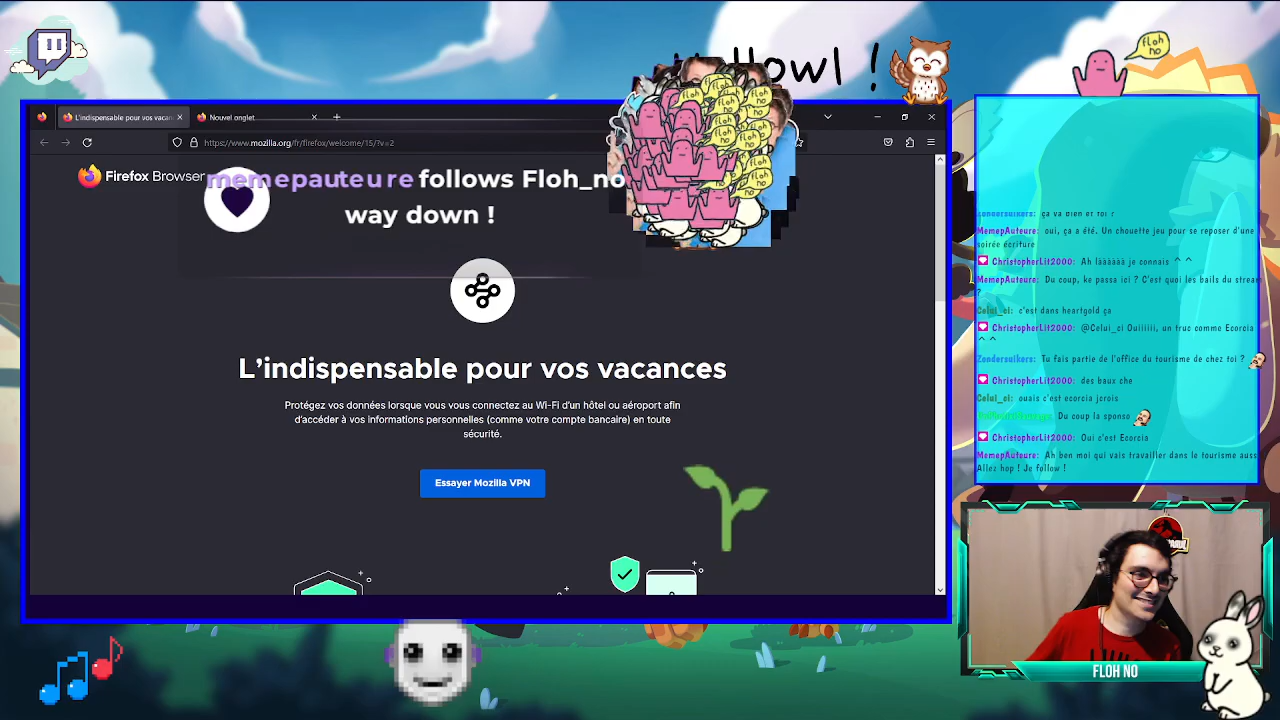 Howl !
floh
no
L'indispensable pour vos vacan
Nouvel onglet
https://www.mozilla.org/fr/firefox/welcome/15/?v=2
Firefox Browser
memepauteure follows Floh_no
way down !
L'indispensable pour vos vacances
Protégez vos données lorsque vous vous connectez au Wi-Fi d'un hôtel ou aéroport afin
d'accéder à vos informations personnelles (comme votre compte bancaire) en toute
sécurité.
Essayer Mozilla VPN
Zondersuikers: ça va bien et toi ?
MemepAuteure: oui, ça a été. Un chouette jeu pour se reposer d'une
soirée écriture
ChristopherLit2000: Ah lààààà je connais ^^
MemepAuteure: Du coup, ke passa ici ? C'est quoi les bails du stream
?
Celui_ci: c'est dans heartgold ça
ChristopherLit2000: @Celui_ci Ouiiiiii, un truc comme Ecorcia
^^
Zondersuikers: Tu fais partie de l'office du tourisme de chez toi ?
ChristopherLit2000: des baux che
Celui_ci: ouais c'est ecorcia jcrois
Du coup la sponso
ChristopherLit2000: Oui c'est Ecorcia
MemepAuteure: Ah ben moi qui vais travailler dans le tourisme auss
Allez hop ! Je follow !
FLOH NO